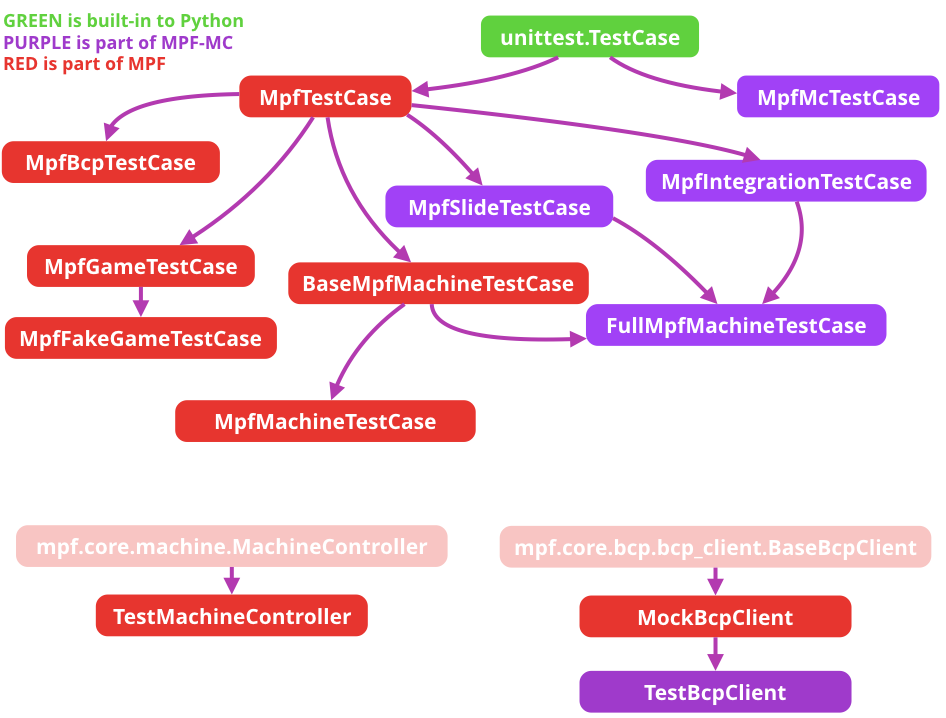 GREEN is built-in to Python
PURPLE is part of MPF-MC
RED is part of MPF
unittest.TestCase
MpfTestCase
MpfMcTestCase
MpfBcpTestCase
MpfIntegrationTestCase
MpfSlideTestCase
MpfGameTestCase
BaseMpfMachineTestCase
MpfFakeGameTestCase
FullMpfMachineTestCase
MpfMachineTestCase
mpf.core.machine.MachineController
mpf.core.bcp.bcp_client.BaseBcpClient
TestMachineController
MockBcpClient
TestBcpClient